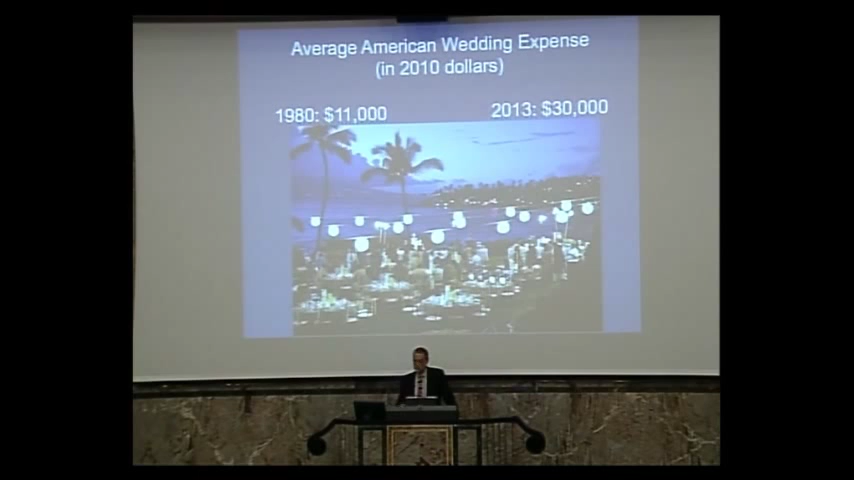 Average American Wedding Expense
(in 2010 dollars)
1980: $11,000
2013: $30,000